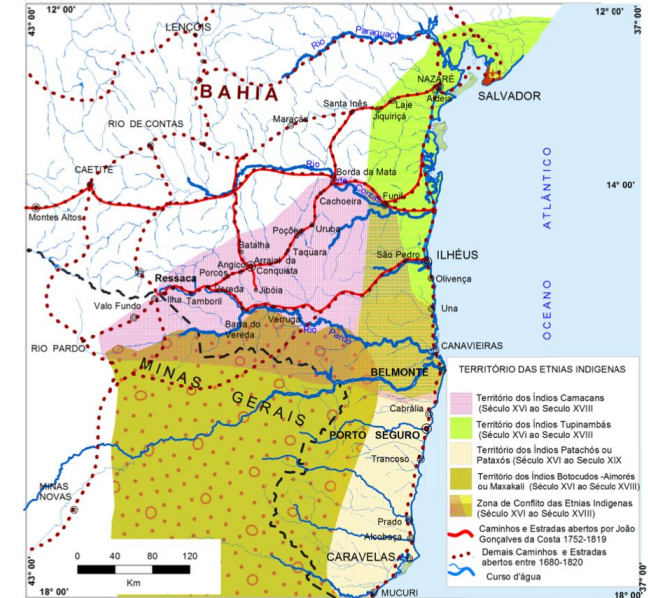 43 00'
12 00'
12 00'
37 00'
LENÇOIS
Rio Paraguaçu
BAHIA
NAZARÉ
Aldeia
SALVADOR
Santa Inês
Laje
Jiquiriçá
Maracás
RIO DE CONTAS
CAETITÉ
Rio
Borda da Mata
de Contas
Funil
Cachoeira
14° 00'
Montes Altos
ATLÂNTICO
OCEANO
Poções
Uruba
Batalha
Taquara
Angico
Arraial da
Conquista
São Pedro
ILHÉUS
Porcos
Ressaca
Vereda
Jibóia
Olivença
Ilha
Tamboril
Valo Fundo
Una
Verruga
Barra do
Vereda
Rio Pardo
RIO PARDO
CANAVIEIRAS
MINAS
GERAIS
BELMONTE
Cabrália
PORTO SEGURO
Trancoso
MINAS
NOVAS
Prado
Alcobaça
CARAVELAS
MUCURI
TERRITÓRIO DAS ETNIAS INDIGENAS
Território dos Índios Camacans
(Século XVi ao Seculo XVIII
Território dos Índios Tupinambás
(Século XVi ao Seculo XVIII
Território dos Índios Patachós ou
Pataxós (Século XVI ao Seculo XIX
Território dos Índios Botocudos -Aimorés
ou Maxakali (Século XVI ao Século XVIII)
Zona de Conflito das Etnias Indigenas
(Século XVI ao Século XVIII)
Caminhos e Estradas abertos por João
Gonçalves da Costa 1752-1819
Demais Caminhos e Estradas
abertos entre 1680-1820
Curso d'água
0 40 80 120
Km
43 00'
18° 00'
18° 00'
37° 00'